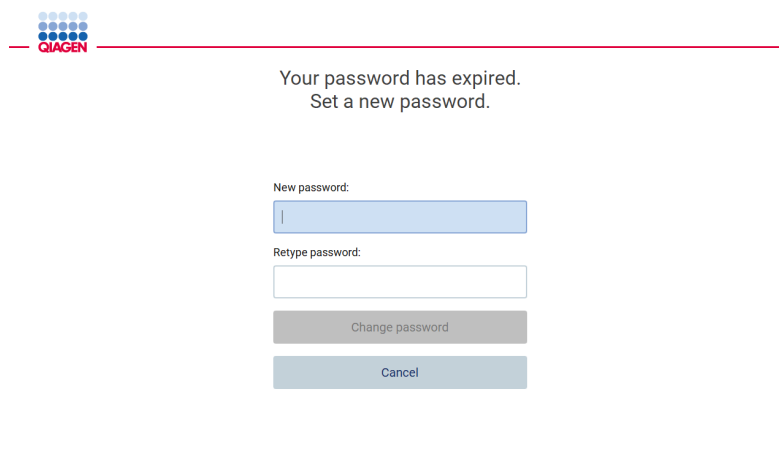 QIAGEN
Your password has expired.
Set a new password.
New password:
Retype password:
Change password
Cancel